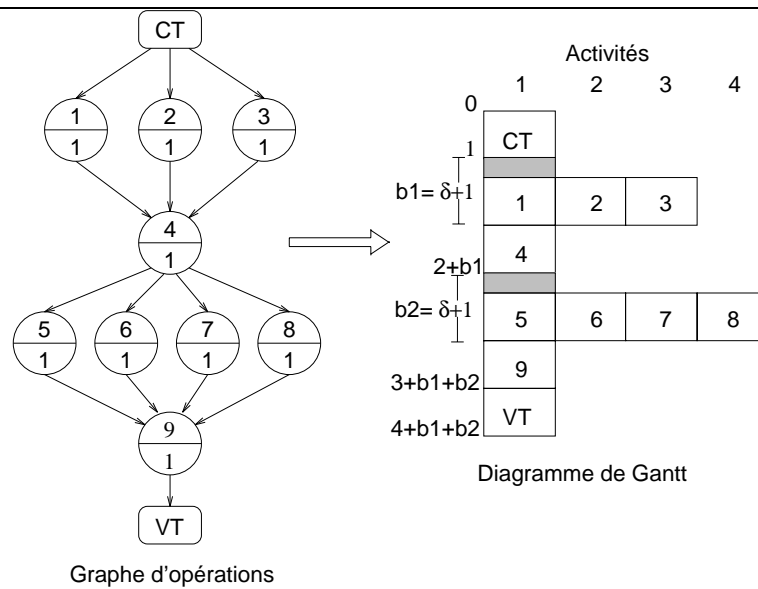 CT
1 2 3
1 1 1
4
1
5 6 7 8
1 1 1 1
9
1
VT
Graphe d'opérations
Activités
1 2 3 4
0
CT
1
b1= δ+1
1 2 3
4
2+b1
b2= δ+1
5 6 7 8
9
3+b1+b2
VT
4+b1+b2
Diagramme de Gantt